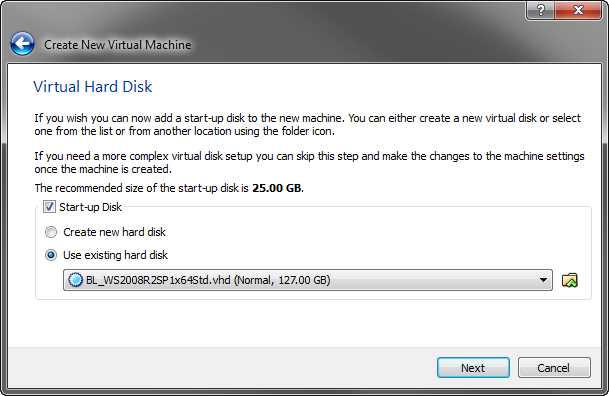 ?
Create New Virtual Machine
Virtual Hard Disk
If you wish you can now add a start-up disk to the new machine. You can either create a new virtual disk or select
one from the list or from another location using the folder icon.
If you need a more complex virtual disk setup you can skip this step and make the changes to the machine settings
once the machine is created.
The recommended size of the start-up disk is 25.00 GB.
Start-up Disk
Create new hard disk
Use existing hard disk
BL_WS2008R2SP1x64Std.vhd (Normal, 127.00 GB)
Next
Cancel